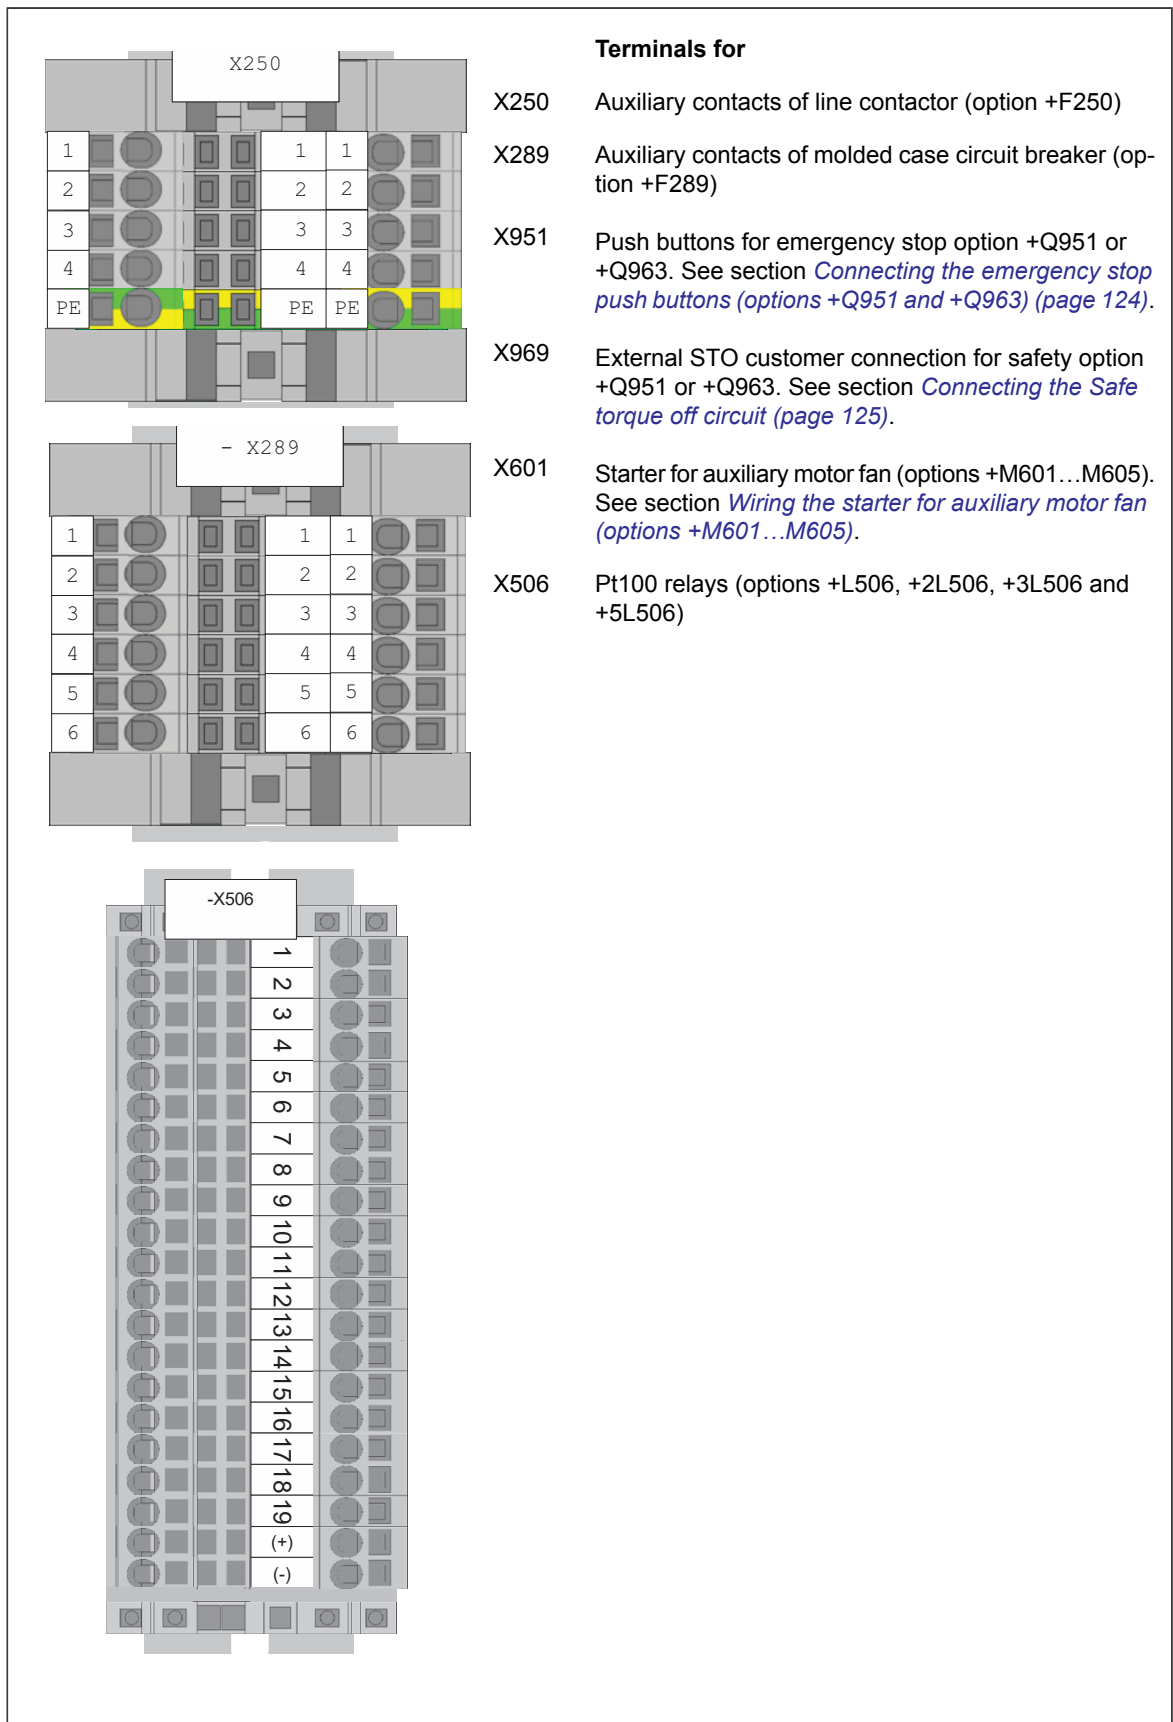 X250
1 1 1
2 2 2
3 3 3
4 4 4
PE PE PE
- X289
1 1 1
2 2 2
3 3 3
4 4 4
5 5 5
6 6 6
-X506
1
2
3
4
5
6
7
8
9
10
11
12
13
14
15
16
17
18
19
(+)
(-)
Terminals for
X250 Auxiliary contacts of line contactor (option +F250)
X289 Auxiliary contacts of molded case circuit breaker (op-
tion +F289)
X951 Push buttons for emergency stop option +Q951 or
+Q963. See section Connecting the emergency stop
push buttons (options +Q951 and +Q963) (page 124).
X969 External STO customer connection for safety option
+Q951 or +Q963. See section Connecting the Safe
torque off circuit (page 125).
X601 Starter for auxiliary motor fan (options +M601…M605).
See section Wiring the starter for auxiliary motor fan
(options +M601…M605).
X506 Pt100 relays (options +L506, +2L506, +3L506 and
+5L506)